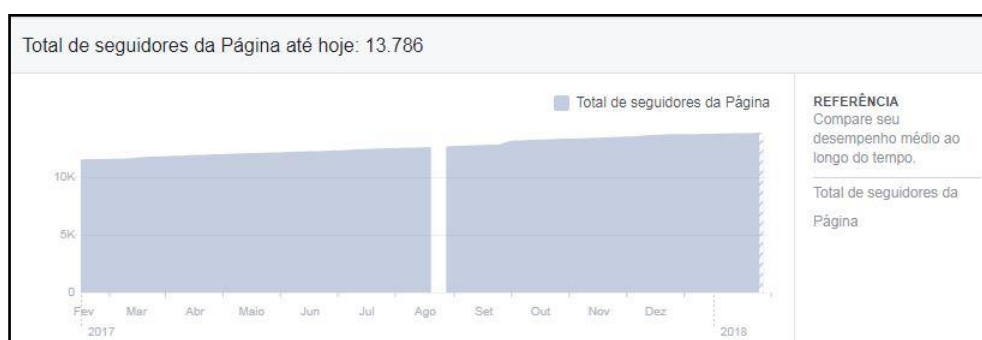 Total de seguidores da Página até hoje: 13.786
Total de seguidores da Página
REFERÊNCIA
Compare seu
desempenho médio ao
longo do tempo.
Total de seguidores da
Página
10K
5K
0
Fev Mar Abr Maio Jun Jul Ago Set Out Nov Dez
2017 2018